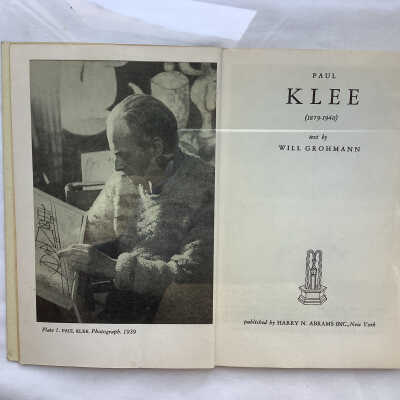 Plate 1. PAUL KLEE. Photograph. 1939
PAUL
KLEE
(1879-1940)
text by
WILL GROHMANN
published by HARRY N. ABRAMS INC., New York